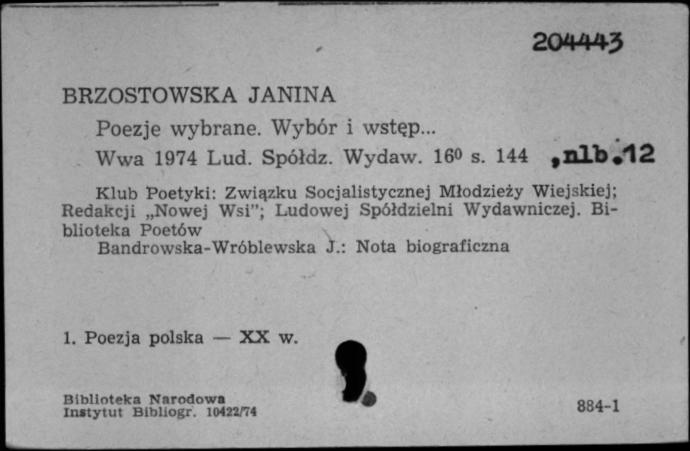 204443
BRZOSTOWSKA JANINA
Poezje wybrane. Wybór i wstęp...
Wwa 1974 Lud. Spółdz. Wydaw. 16⁰ s. 144 , nlb. 12
Klub Poetyki: Związku Socjalistycznej Młodzieży Wiejskiej;
Redakcji „Nowej Wsi"; Ludowej Spółdzielni Wydawniczej. Bi-
blioteka Poetów
Bandrowska-Wróblewska J.: Nota biograficzna
1. Poezja polska — XX w.
Biblioteka Narodowa
Instytut Bibliogr. 10422/74
884-1